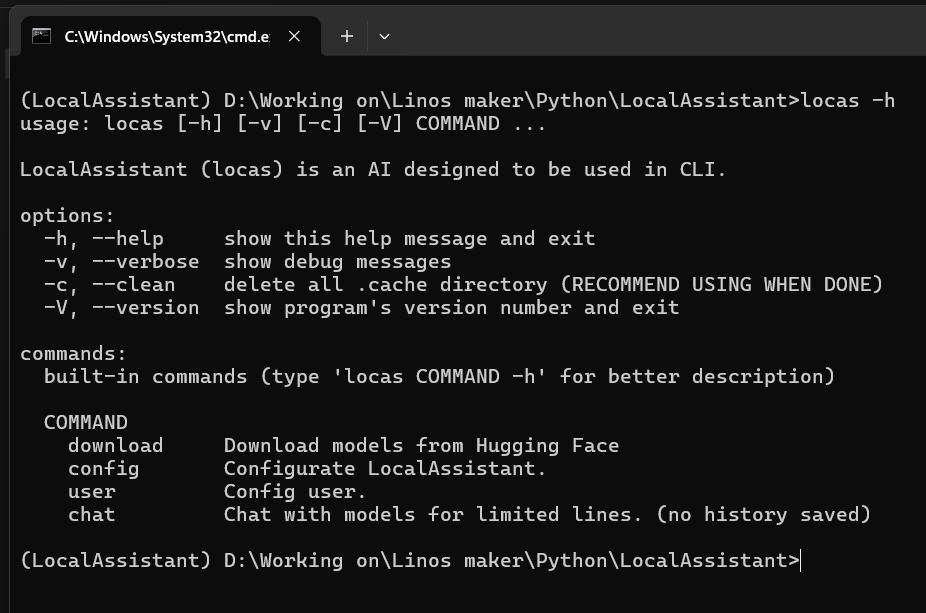 C:\Windows\System32\cmd.e
(LocalAssistant) D:\Working on\Linos maker\Python\LocalAssistant>locas -h
usage: locas [-h] [-v] [-c] [-V] COMMAND ...
LocalAssistant (locas) is an AI designed to be used in CLI.
options:
-h, --help show this help message and exit
-v, --verbose show debug messages
-c, --clean delete all .cache directory (RECOMMEND USING WHEN DONE)
-V, --version show program's version number and exit
commands:
built-in commands (type 'locas COMMAND -h' for better description)
COMMAND
download Download models from Hugging Face
config Configurate LocalAssistant.
user Config user.
chat Chat with models for limited lines. (no history saved)
(LocalAssistant) D:\Working on\Linos maker\Python\LocalAssistant>